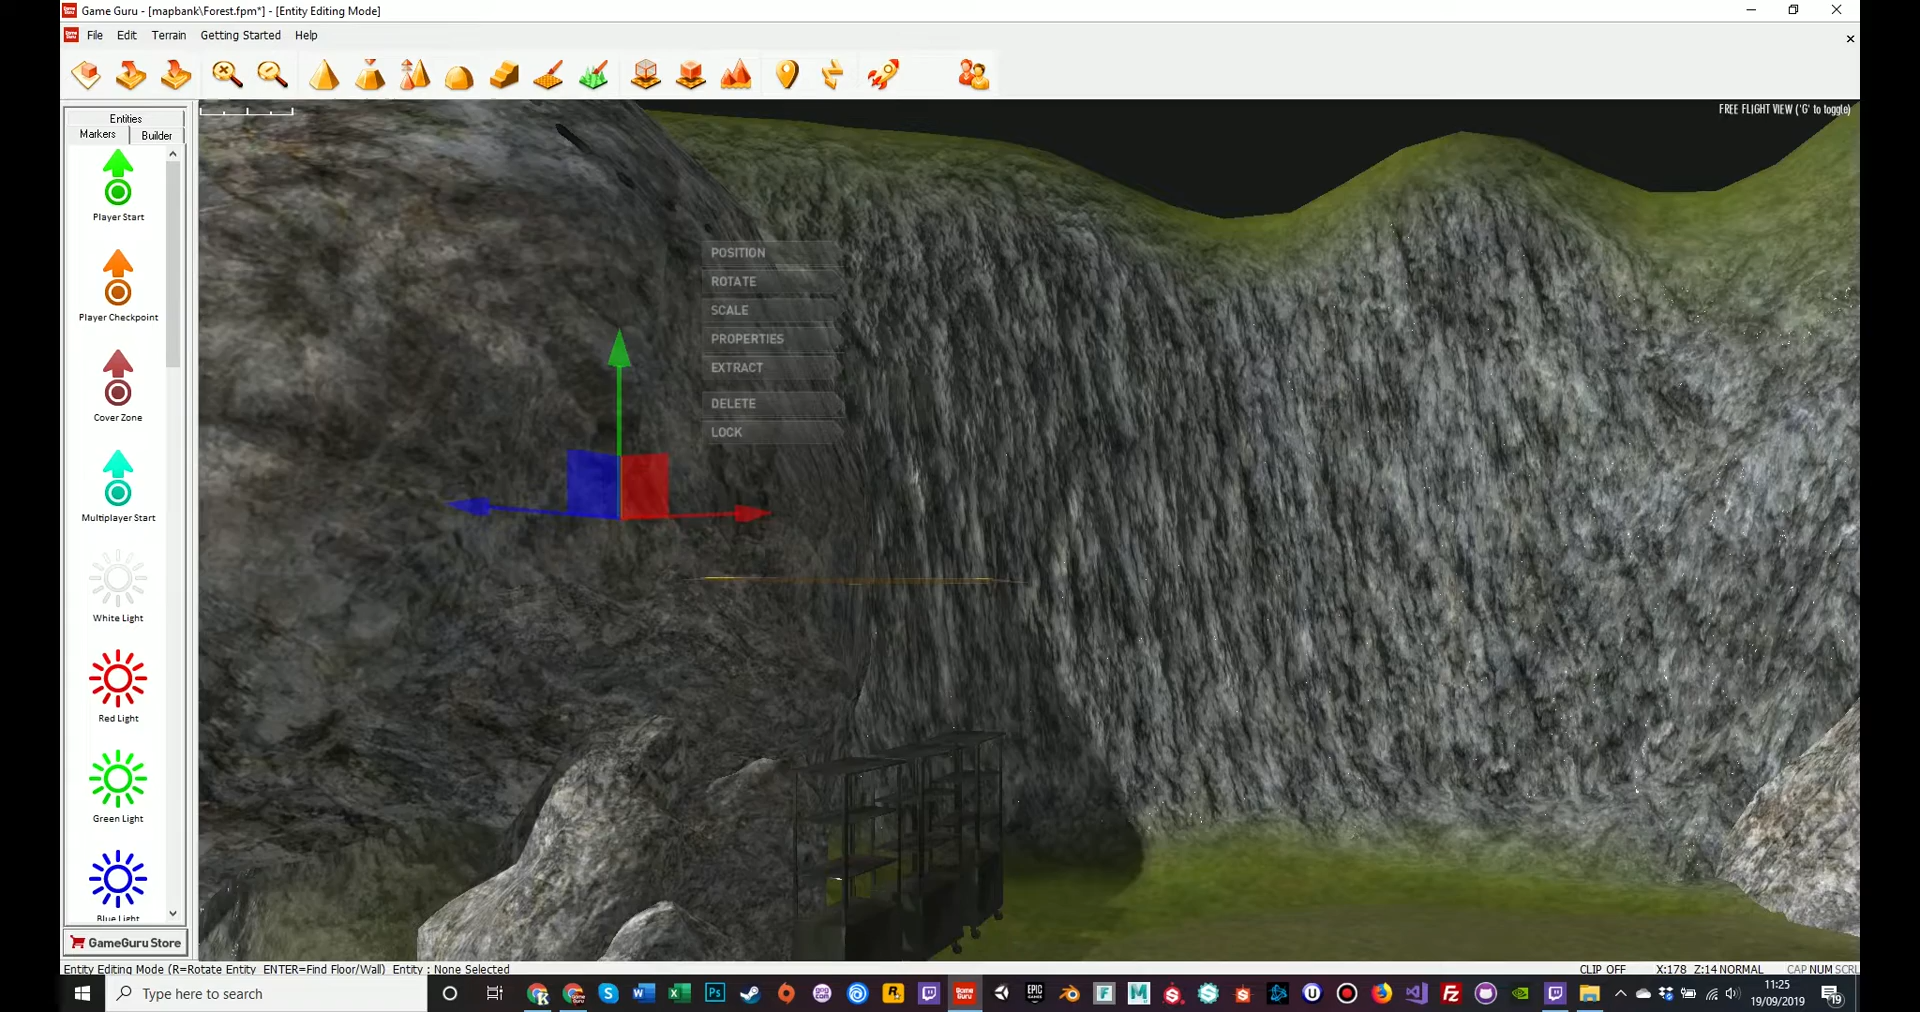 Game Guru - [mapbank\Forest.fpm*] - [Entity Editing Mode]
File Edit Terrain Getting Started Help
FREE FLIGHT VIEW ('G' to toggle)
Entities
Markers Builder
Player Start
Player Checkpoint
Cover Zone
Multiplayer Start
White Light
Red Light
Green Light
Blue Light
GameGuru Store
POSITION
ROTATE
SCALE
PROPERTIES
EXTRACT
DELETE
LOCK
Entity Editing Mode (R=Rotate Entity ENTER=Find Floor/Wall) Entity : None Selected
CLIP OFF X:178 Z:14 NORMAL CAP NUM SCRL
Type here to search
11:25
19/09/2019
19